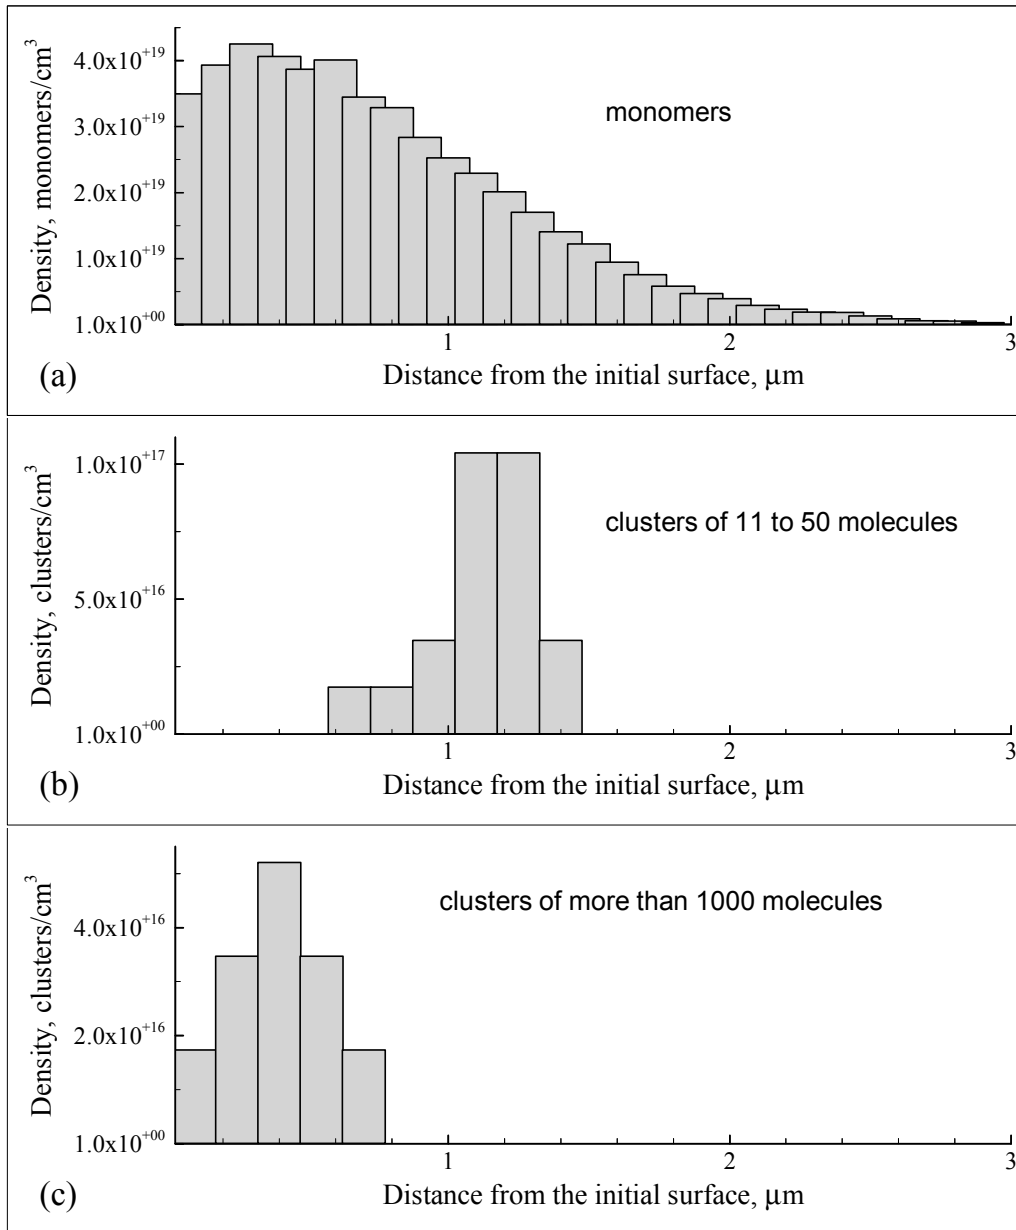 4.0x10⁺¹⁹
3.0x10⁺¹⁹
2.0x10⁺¹⁹
1.0x10⁺¹⁹
1.0x10⁺⁰⁰
Density, monomers/cm³
monomers
1 2 3
(a)
Distance from the initial surface, μm
1.0x10⁺¹⁷
5.0x10⁺¹⁶
1.0x10⁺⁰⁰
Density, clusters/cm³
clusters of 11 to 50 molecules
1 2 3
(b)
Distance from the initial surface, μm
4.0x10⁺¹⁶
2.0x10⁺¹⁶
1.0x10⁺⁰⁰
Density, clusters/cm³
clusters of more than 1000 molecules
1 2 3
(c)
Distance from the initial surface, μm